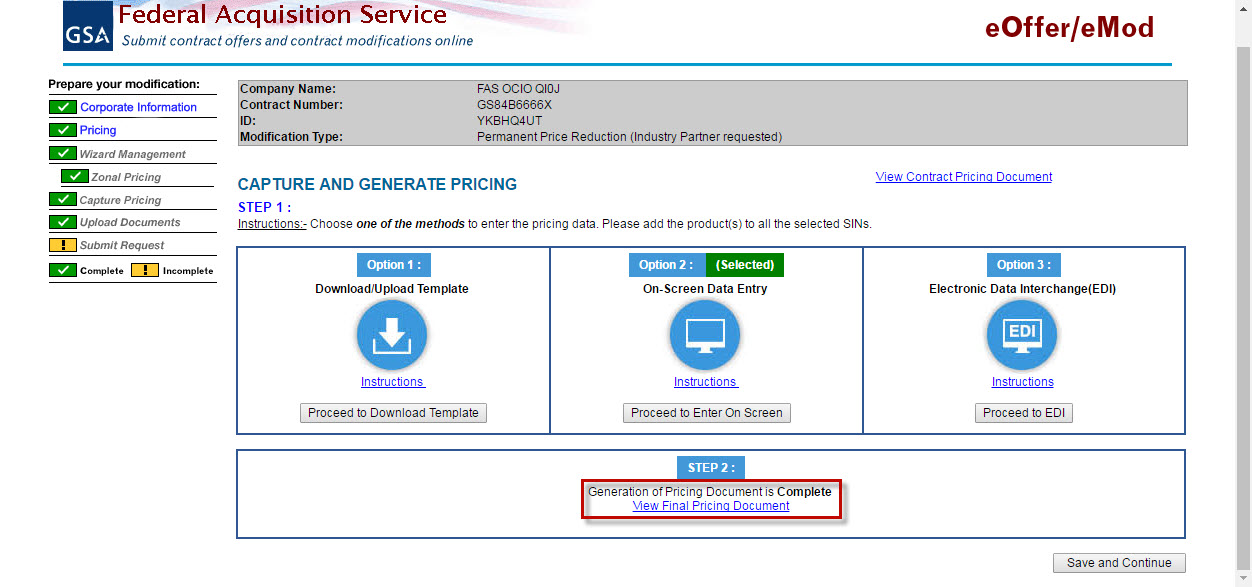 GSA
Federal Acquisition Service
Submit contract offers and contract modifications online
eOffer/eMod
Prepare your modification:
Corporate Information
Pricing
Wizard Management
Zonal Pricing
Capture Pricing
Upload Documents
! Submit Request
Complete ! Incomplete
Company Name: FAS OCIO QI0J
Contract Number: GS84B6666X
ID: YKBHQ4UT
Modification Type: Permanent Price Reduction (Industry Partner requested)
View Contract Pricing Document
CAPTURE AND GENERATE PRICING
STEP 1 :
Instructions:- Choose one of the methods to enter the pricing data. Please add the product(s) to all the selected SINs.
Option 1 :
Download/Upload Template
Instructions
Proceed to Download Template
Option 2 : (Selected)
On-Screen Data Entry
Instructions
Proceed to Enter On Screen
Option 3 :
Electronic Data Interchange(EDI)
EDI
Instructions
Proceed to EDI
STEP 2 :
Generation of Pricing Document is Complete
View Final Pricing Document
Save and Continue